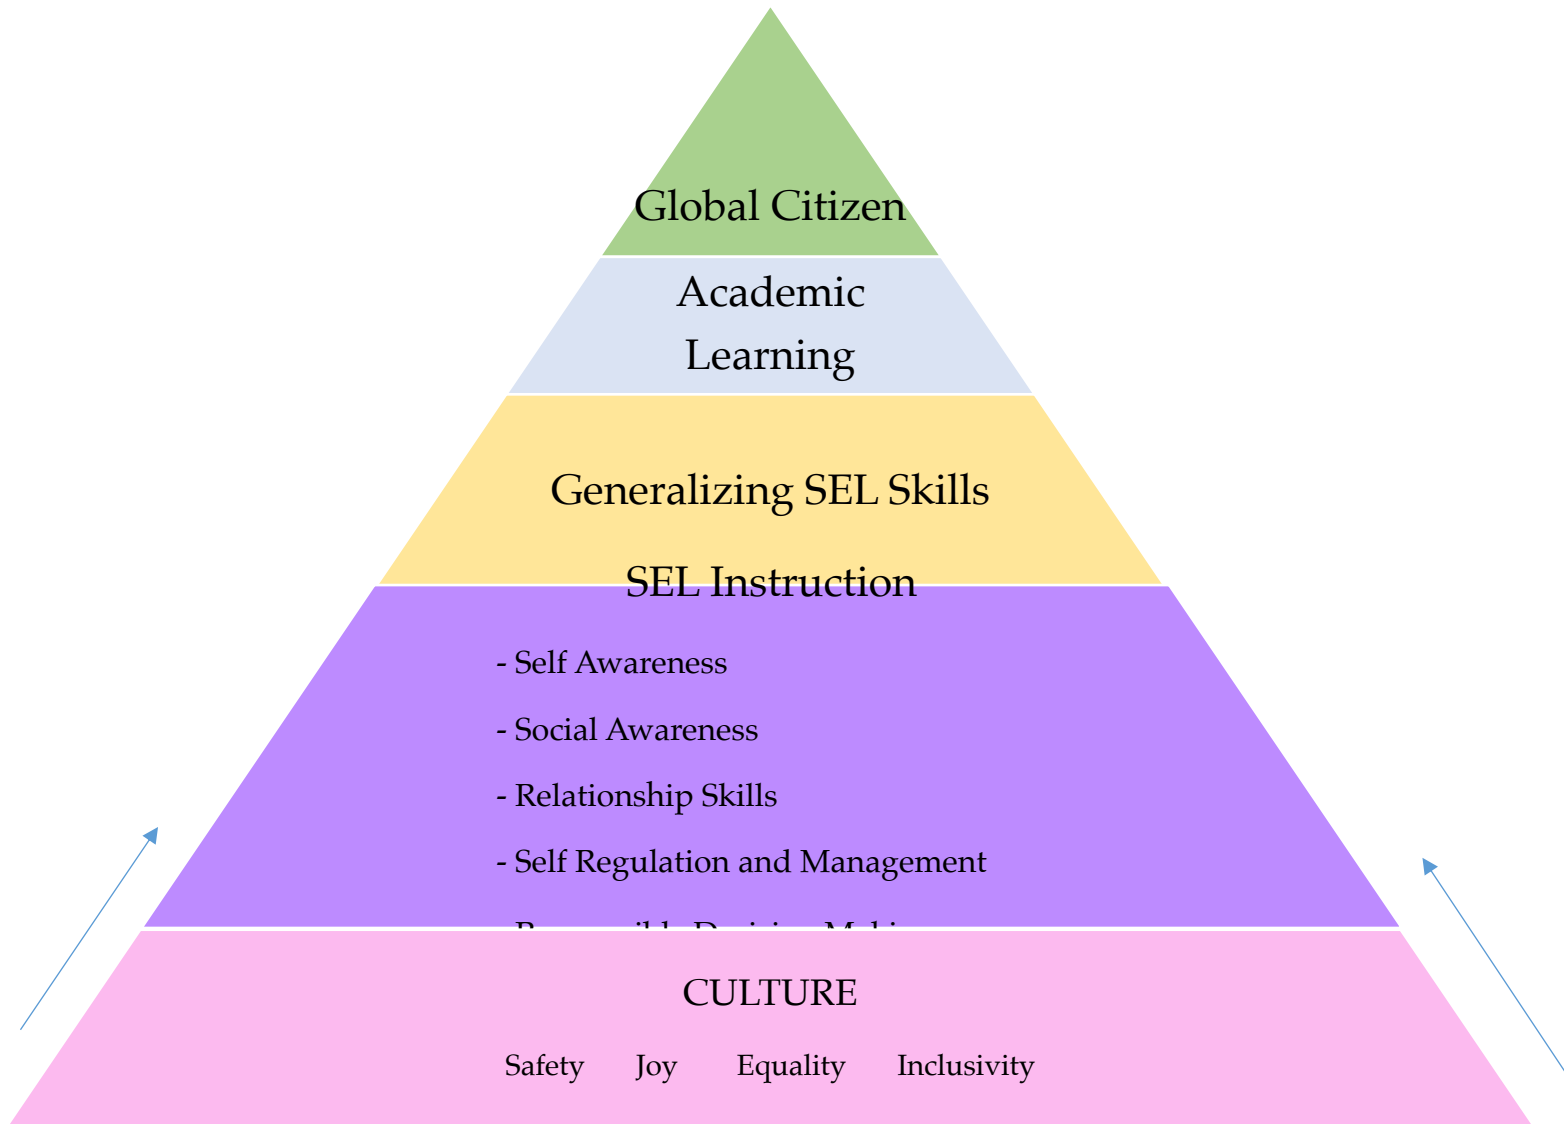 Global Citizen
Academic
Learning
Generalizing SEL Skills
SEL Instruction
- Self Awareness
- Social Awareness
- Relationship Skills
- Self Regulation and Management
CULTURE
Safety Joy Equality Inclusivity